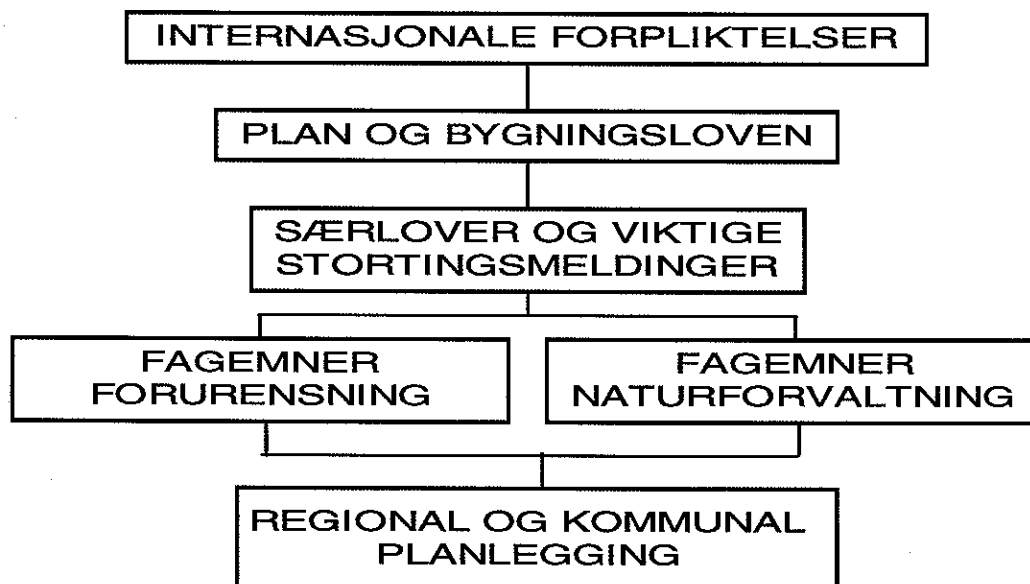 INTERNASJONALE FORPLIKTELSER
PLAN OG BYGNINGSLOVEN
SÆRLOVER OG VIKTIGE
STORTINGSMELDINGER
FAGEMNER
FORURENSNING
FAGEMNER
NATURFORVALTNING
REGIONAL OG KOMMUNAL
PLANLEGGING